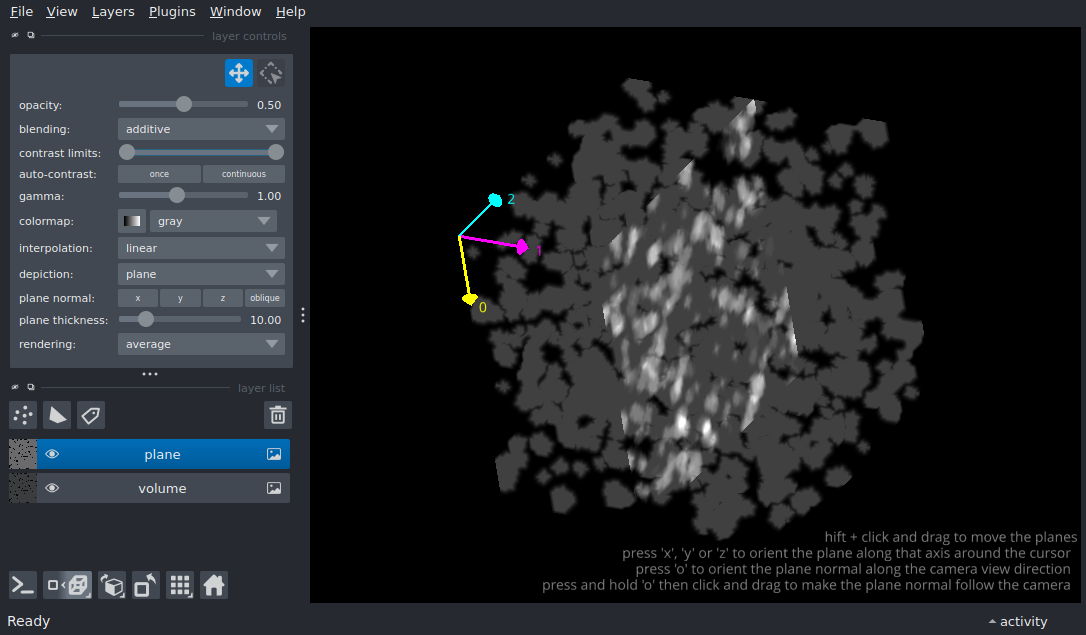 File View Layers Plugins Window Help
layer controls
opacity: 0.50
blending: additive
contrast limits:
auto-contrast: once continuous
gamma: 1.00
colormap: gray
interpolation: linear
depiction: plane
plane normal: x y z oblique
plane thickness: 10.00
rendering: average
layer list
plane
volume
2
1
0
hift + click and drag to move the planes
press 'x', 'y' or 'z' to orient the plane along that axis around the cursor
press 'o' to orient the plane normal along the camera view direction
press and hold 'o' then click and drag to make the plane normal follow the camera
Ready
activity